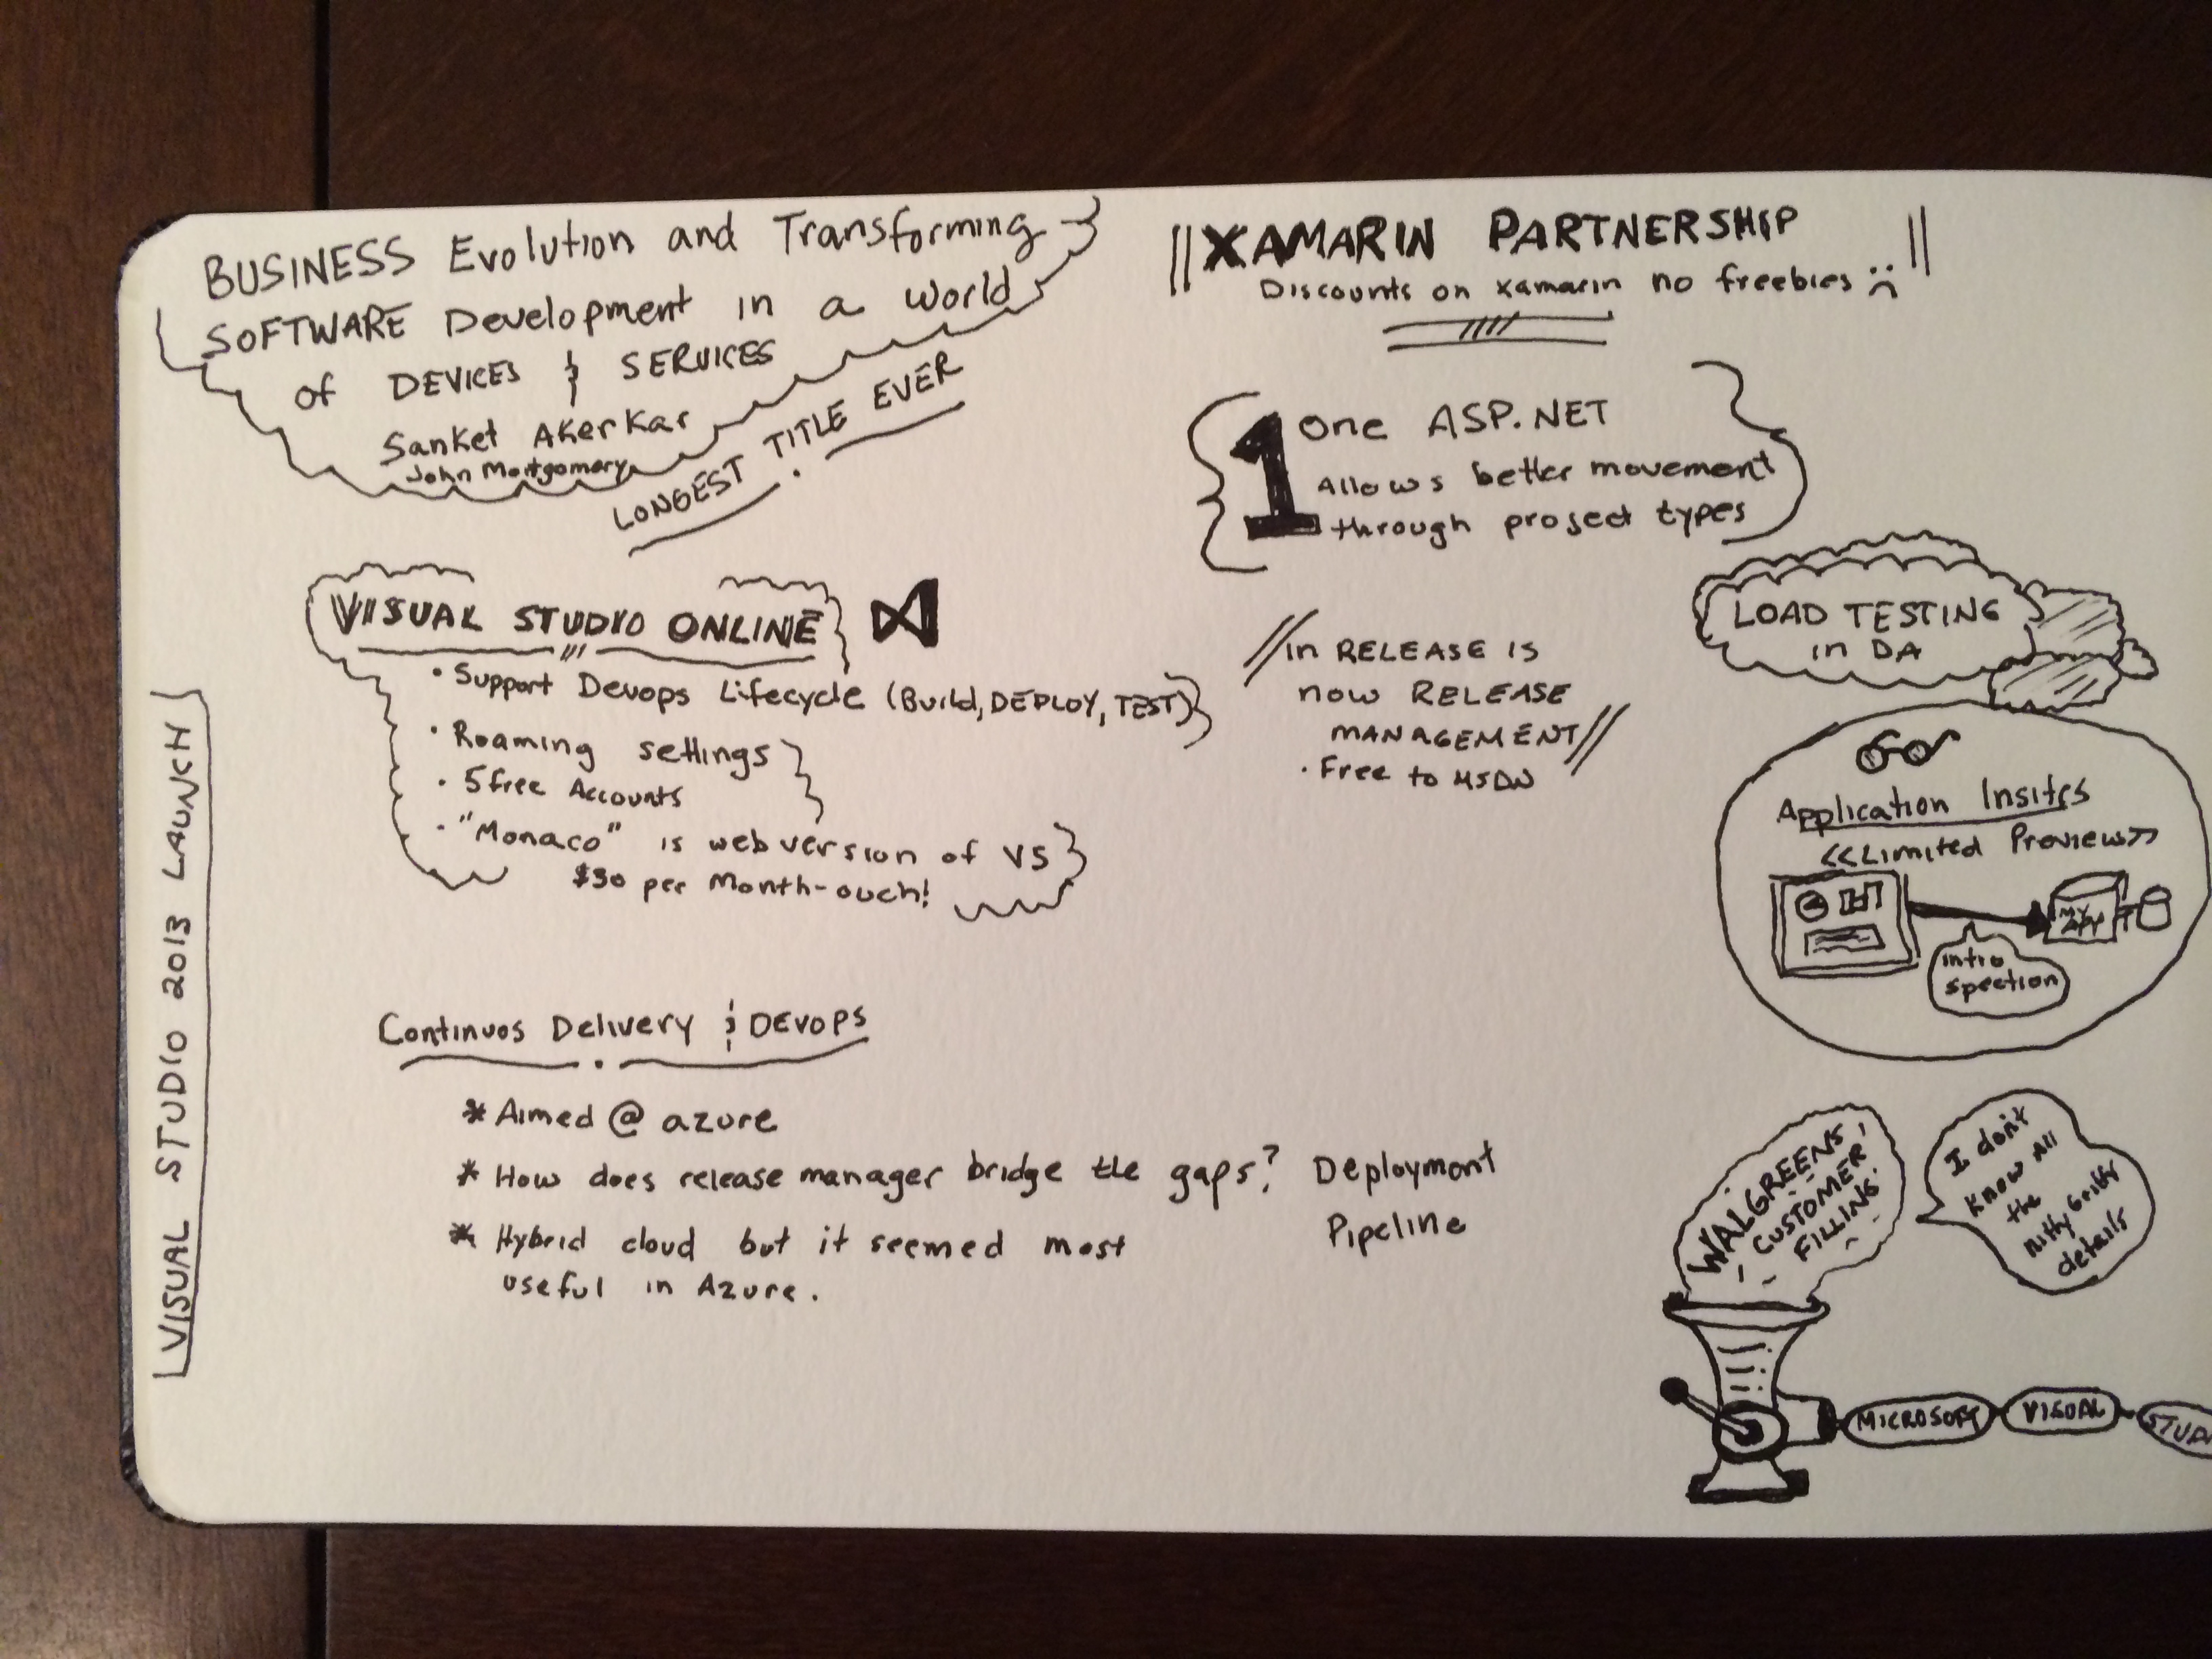 VISUAL STUDIO 2013 LAUNCH
BUSINESS Evolution and Transforming
SOFTWARE Development in a world
of DEVICES & SERVICES
Sanket Akerkar
John Montgomery
LONGEST TITLE EVER
VIISUAL STUDIO ONLINE
• Support Devops Lifecycle (Build, DEPLOY, TEST)
• Roaming settings
• 5 free Accounts
• "Monaco" is web version of VS
$30 per Month-ouch!
Continuos Delivery & DEVOPS
* Aimed @ azure
* How does release manager bridge the gaps? Deployment
Pipeline
* Hybrid cloud but it seemed most
useful in Azure.
XAMARIN PARTNERSHIP
Discounts on xamarin no freebies :(
1 One ASP.NET
Allows better movement
through types
// in RELEASE IS
now RELEASE
MANAGEMENT //
• Free to MSDN
LOAD TESTING
in DA
Application Insites
<<Limited Preview>>
intro
spection
WALGREENS
CUSTOMER
FILLING
I don't
know all
the
nitty gritty
details
MICROSOFT
VISUAL
STUD